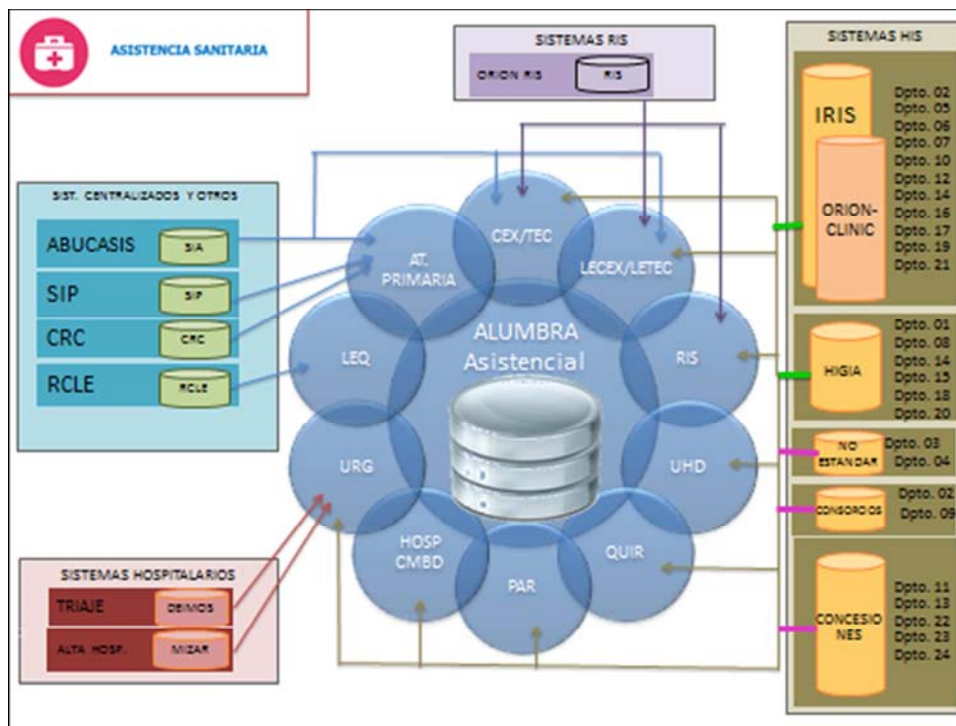 ASISTENCIA SANITARIA
SISTEMAS RIS
ORION RIS
RIS
SISTEMAS HIS
IRIS
ORION-
CLINIC
Dpto. 02
Dpto. 05
Dpto. 06
Dpto. 07
Dpto. 10
Dpto. 12
Dpto. 14
Dpto. 16
Dpto. 17
Dpto. 19
Dpto. 21
HIGIA
Dpto. 01
Dpto. 08
Dpto. 14
Dpto. 15
Dpto. 18
Dpto. 20
NO
ESTANDAR
Dpto. 03
Dpto. 04
CONSORCIOS
Dpto. 02
Dpto. 09
CONCESIO
NES
Dpto. 11
Dpto. 13
Dpto. 22
Dpto. 23
Dpto. 24
SIST. CENTRALIZADOS Y OTROS
ABUCASIS
SIA
SIP
SIP
CRC
CRC
RCLE
RCLE
SISTEMAS HOSPITALARIOS
TRIAJE
DEIMOS
ALTA HOSP.
MIZAR
CEX/TEC
LECEX/LETEC
RIS
UHD
QUIR
PAR
HOSP
CMBD
URG
LEQ
AT.
PRIMARIA
ALUMBRA
Asistencial